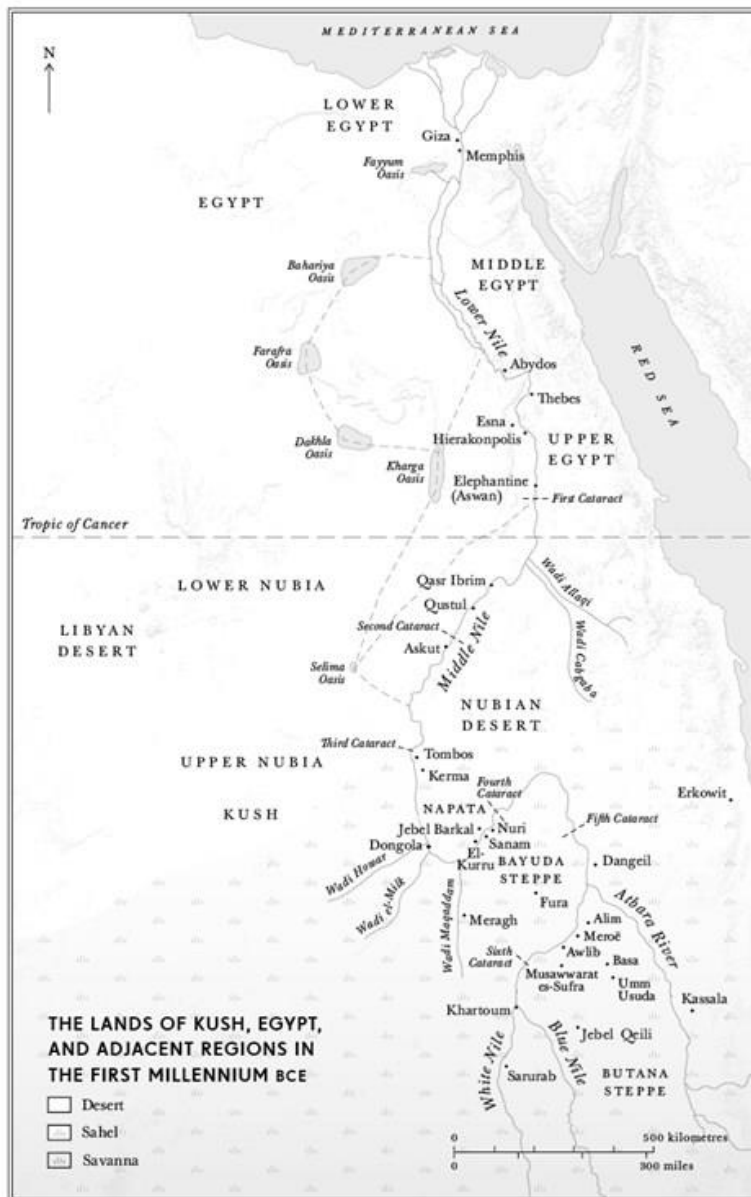 MEDITERRANEAN SEA
N
LOWER
EGYPT
Giza
Memphis
Fayyum
Oasis
EGYPT
Bahariya
Oasis
MIDDLE
EGYPT
Lower Nile
RED SEA
Farafra
Oasis
Abydos
Thebes
Esna
Hierakonpolis
Dakhla
Oasis
Kharga
Oasis
UPPER
EGYPT
Elephantine
(Aswan)
First Cataract
Tropic of Cancer
LOWER NUBIA
Qasr Ibrim
Wadi Allaqi
Qustul
LIBYAN
DESERT
Second Cataract
Askut
Middle Nile
Wadi Cabgaba
Selima
Oasis
NUBIAN
DESERT
Third Cataract
Tombos
UPPER NUBIA
Kerma
Fourth
Cataract
Erkowit
KUSH
NAPATA
Fifth Cataract
Jebel Barkal
Nuri
Sanam
Dongola
El-
Kurru
BAYUDA
STEPPE
Dangeil
Wadi Howar
Wadi el-Milk
Wadi Maqaddam
Fura
Atbara River
Meragh
Alim
Meroë
Sixth
Cataract
Awlib
Basa
Musawwarat
es-Sufra
Umm
Usuda
Kassala
Khartoum
Jebel Qeili
White Nile
Blue Nile
Sarurab
BUTANA
STEPPE
THE LANDS OF KUSH, EGYPT,
AND ADJACENT REGIONS IN
THE FIRST MILLENNIUM BCE
Desert
Sahel
Savanna
0 500 kilometres
0 300 miles